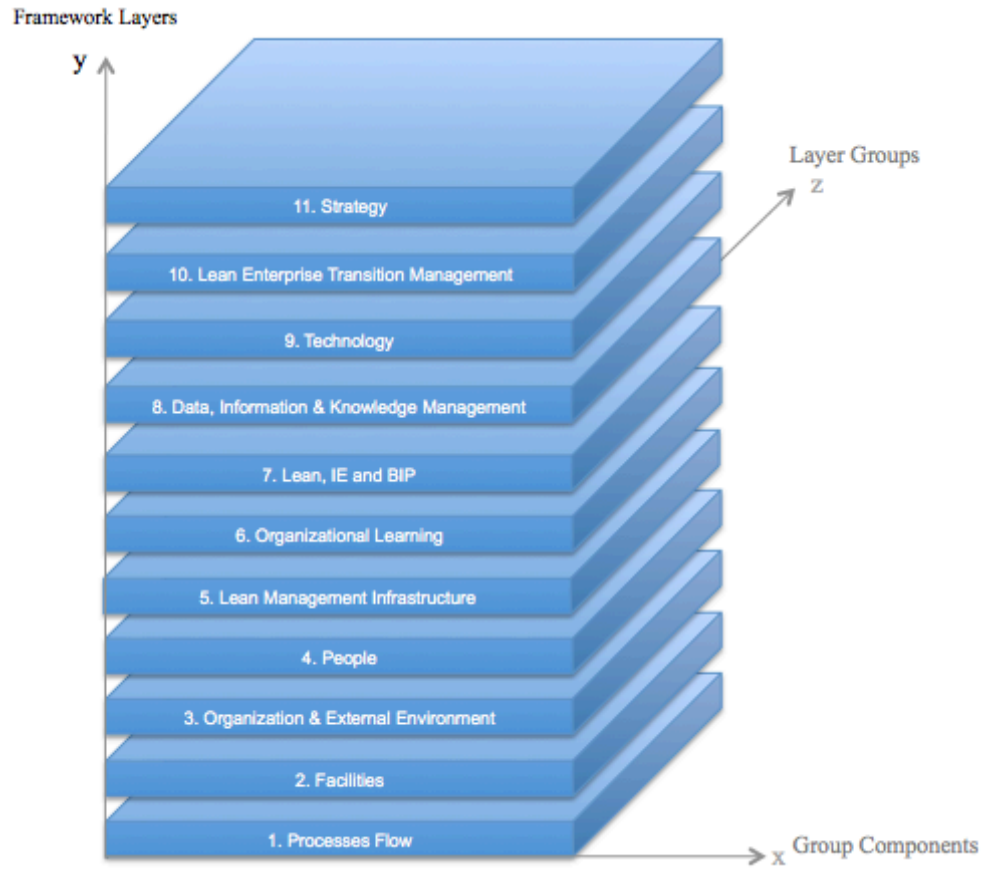 Framework Layers
y
Layer Groups
z
11. Strategy
10. Lean Enterprise Transition Management
9. Technology
8. Data, Information & Knowledge Management
7. Lean, IE and BIP
6. Organizational Learning
5. Lean Management Infrastructure
4. People
3. Organization & External Environment
2. Facilities
1. Processes Flow
x Group Components